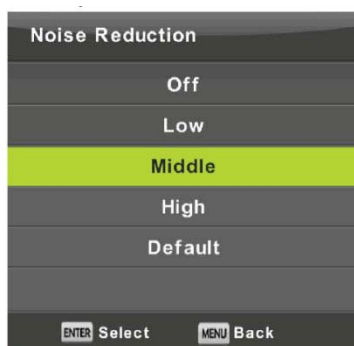 Noise Reduction
Off
Low
Middle
High
Default
ENTER Select MENU Back